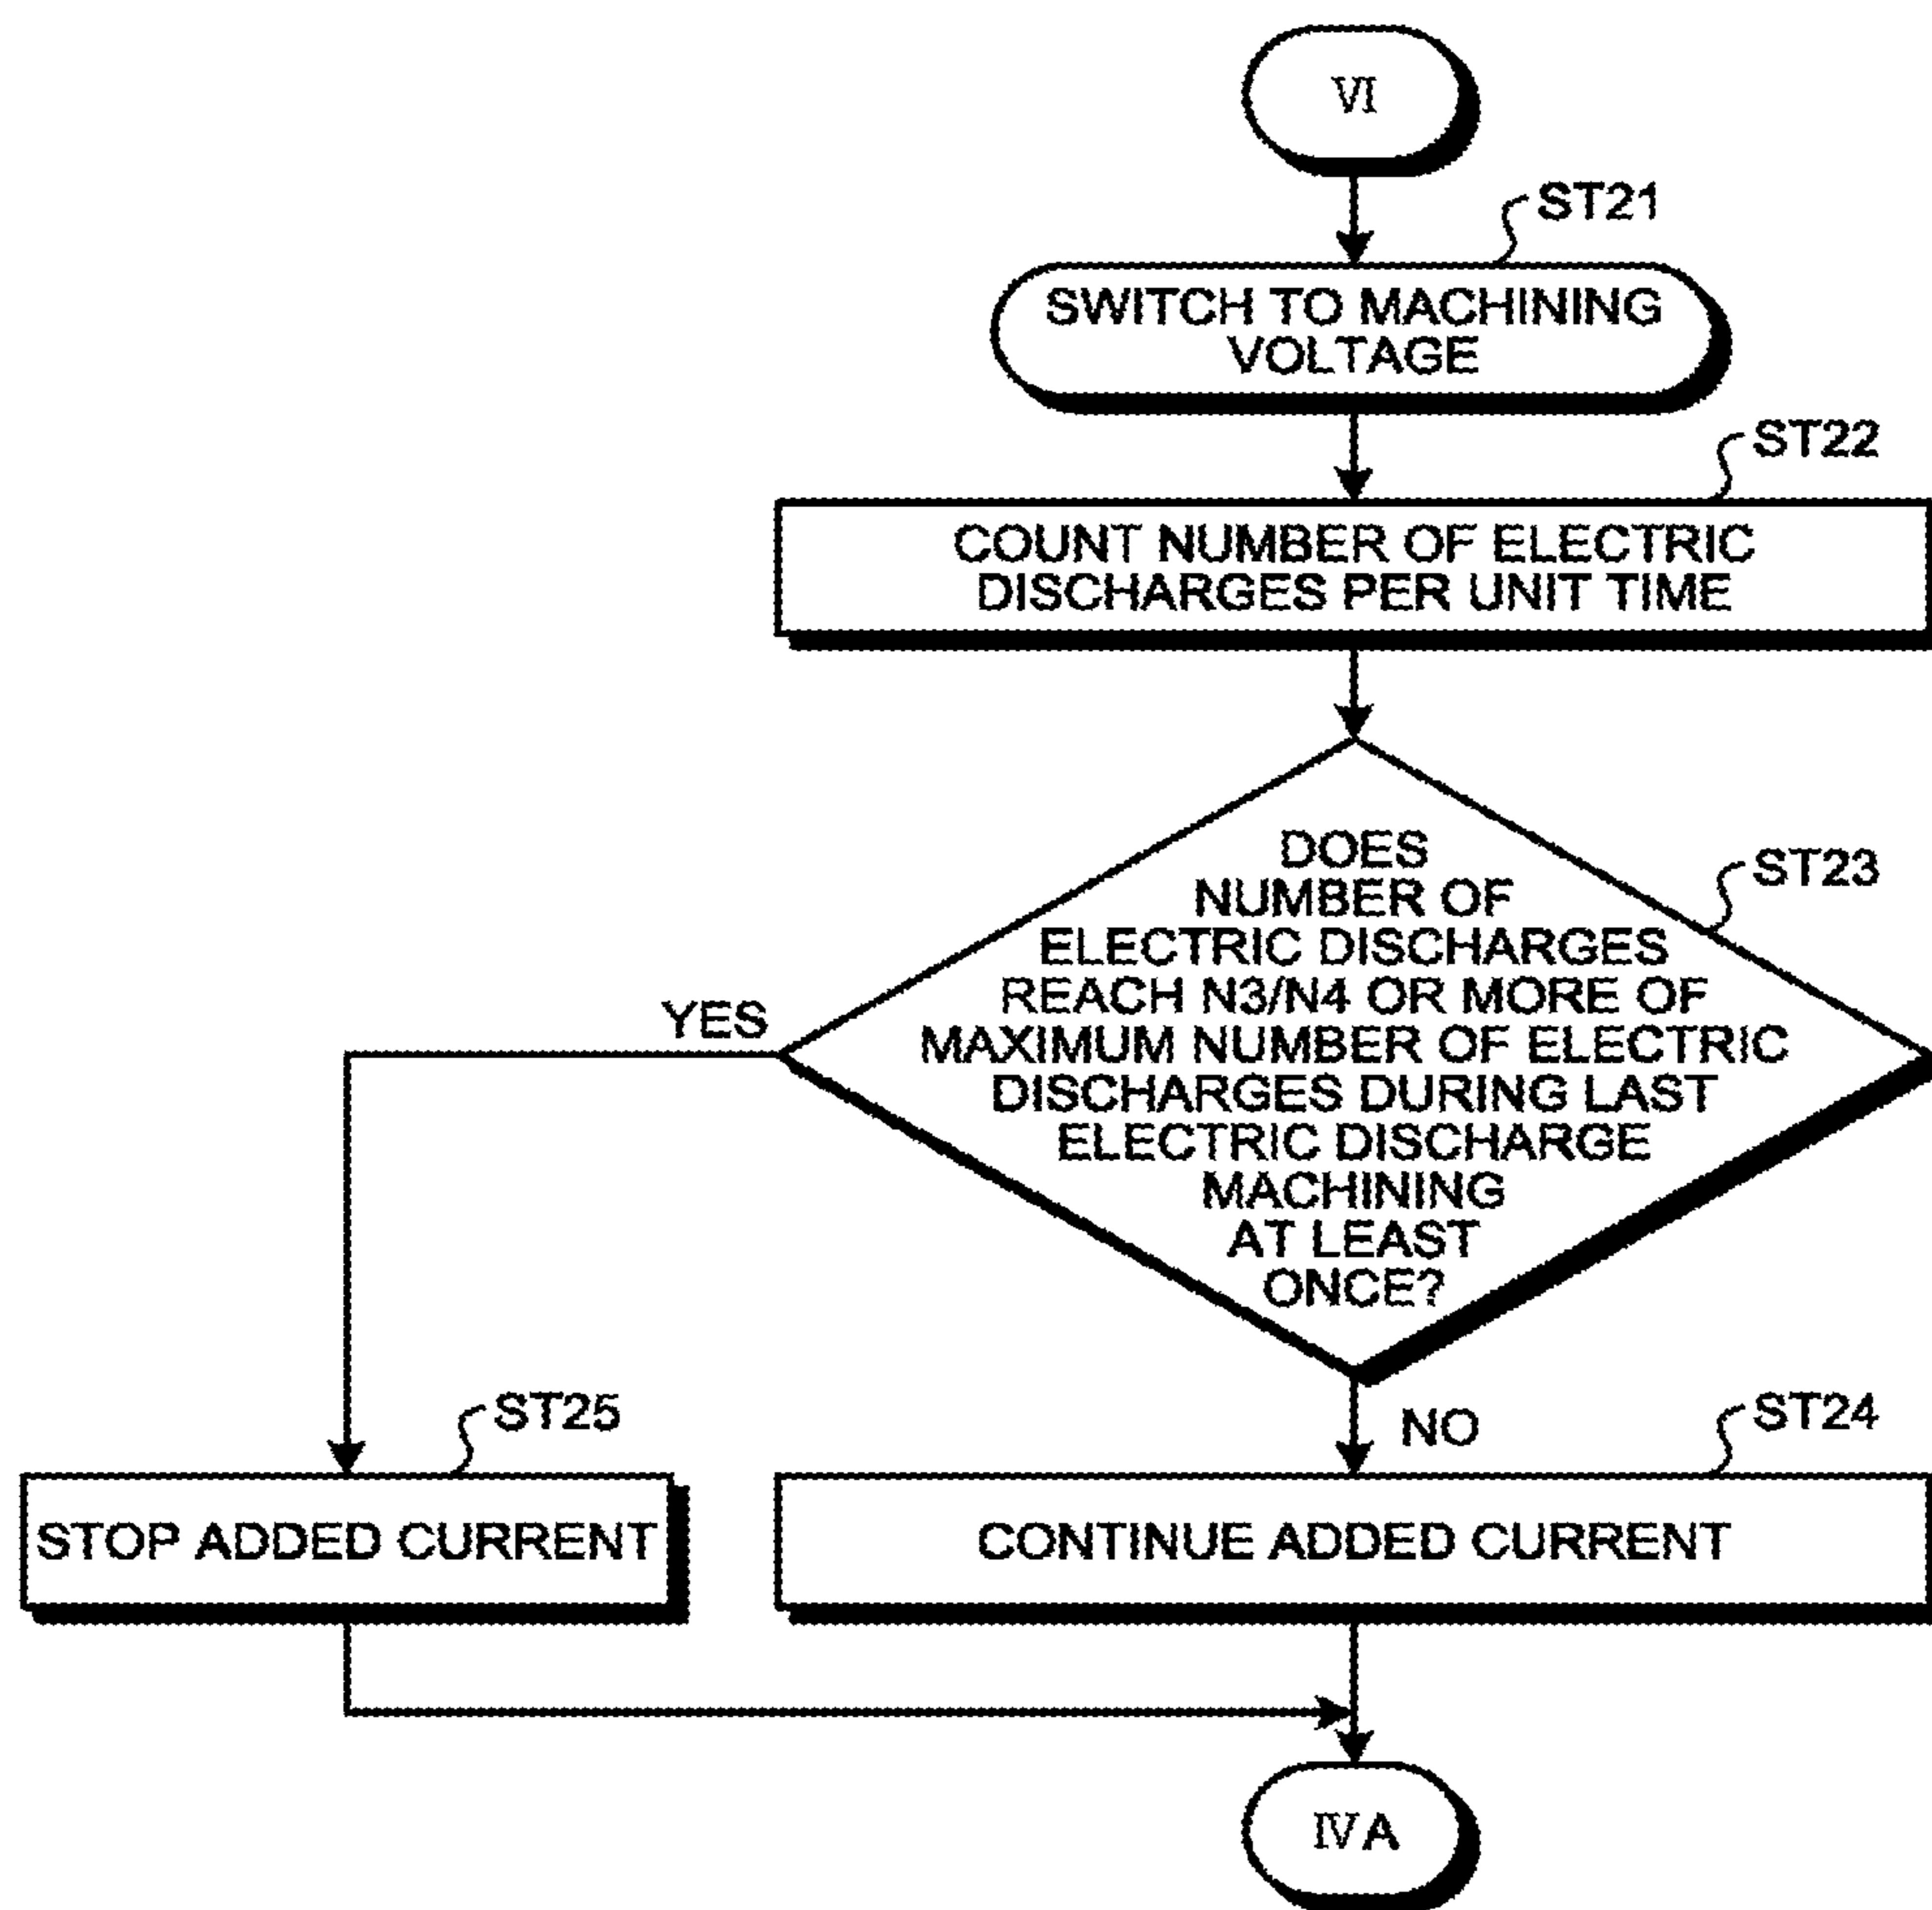 VI
ST21
SWITCH TO MACHINING
VOLTAGE
ST22
COUNT NUMBER OF ELECTRIC
DISCHARGES PER UNIT TIME
ST23
DOES
NUMBER OF
ELECTRIC DISCHARGES
REACH N3/N4 OR MORE OF
MAXIMUM NUMBER OF ELECTRIC
DISCHARGES DURING LAST
ELECTRIC DISCHARGE
MACHINING
AT LEAST
ONCE?
YES
NO
ST25
STOP ADDED CURRENT
ST24
CONTINUE ADDED CURRENT
IVA